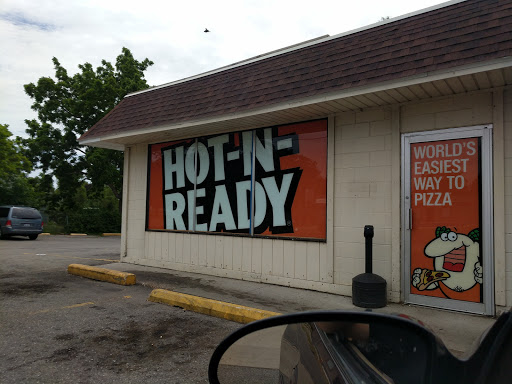 HOT-N-
READY
WORLD'S
EASIEST
WAY TO
PIZZA